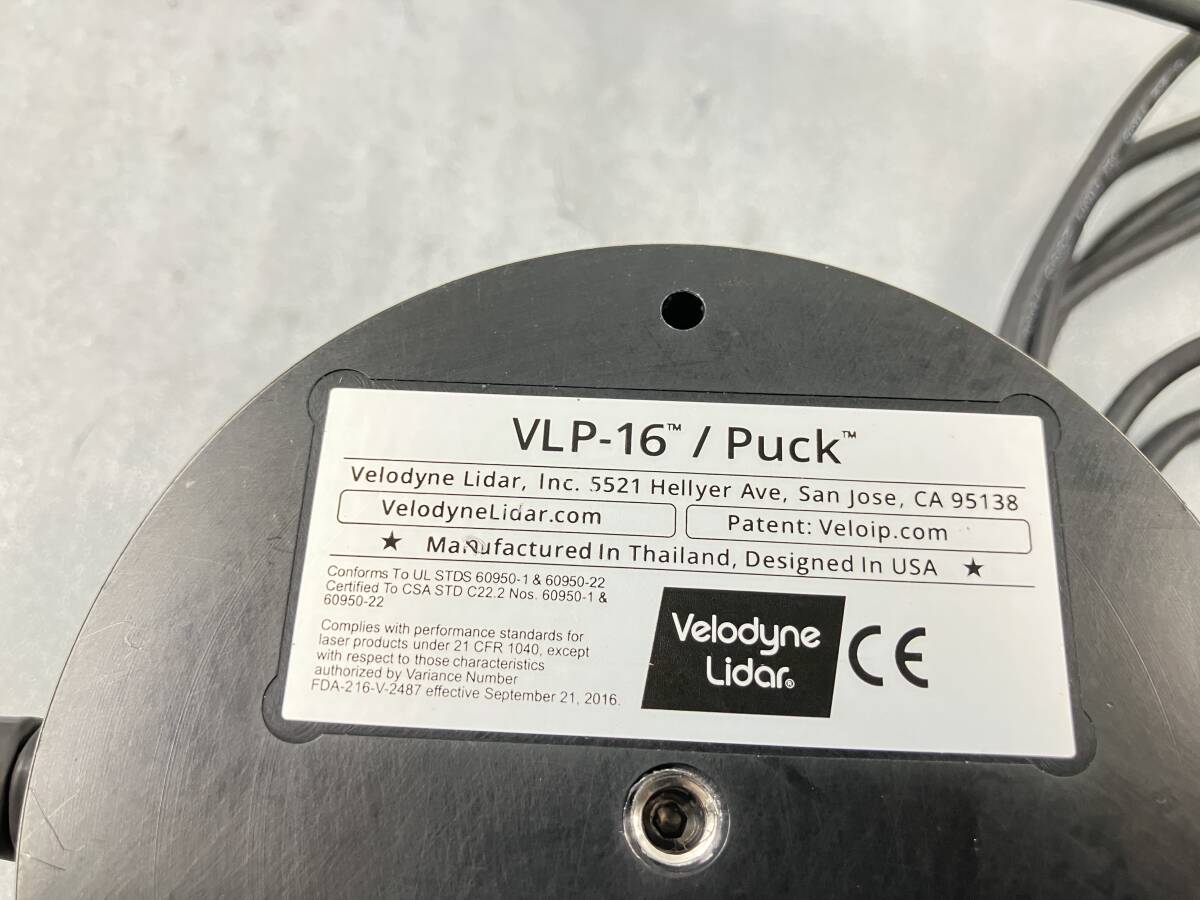 VLP-16™ / Puck™
Velodyne Lidar, Inc. 5521 Hellyer Ave, San Jose, CA 95138
VelodyneLidar.com
Patent: Veloip.com
★ Manufactured In Thailand, Designed In USA ★
Conforms To UL STDS 60950-1 & 60950-22
Certified To CSA STD C22.2 Nos. 60950-1 &
60950-22
Complies with performance standards for
laser products under 21 CFR 1040, except
with respect to those characteristics
authorized by Variance Number
FDA-216-V-2487 effective September 21, 2016.
Velodyne
Lidar®
CE